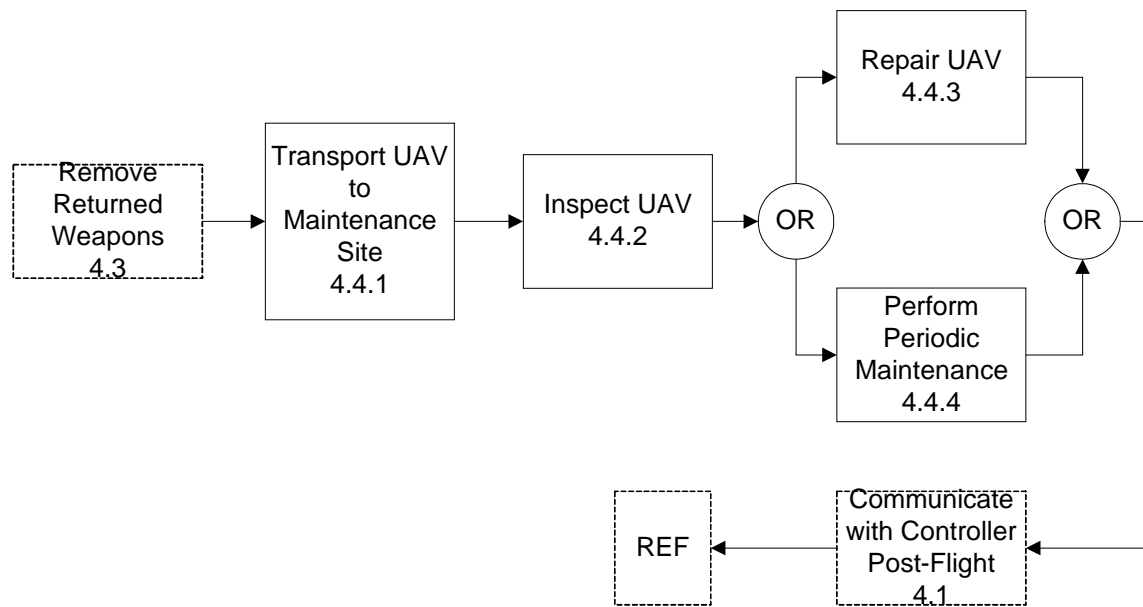 Remove
Returned
Weapons
4.3
Transport UAV
to
Maintenance
Site
4.4.1
Inspect UAV
4.4.2
OR
Repair UAV
4.4.3
Perform
Periodic
Maintenance
4.4.4
OR
Communicate
with Controller
Post-Flight
4.1
REF